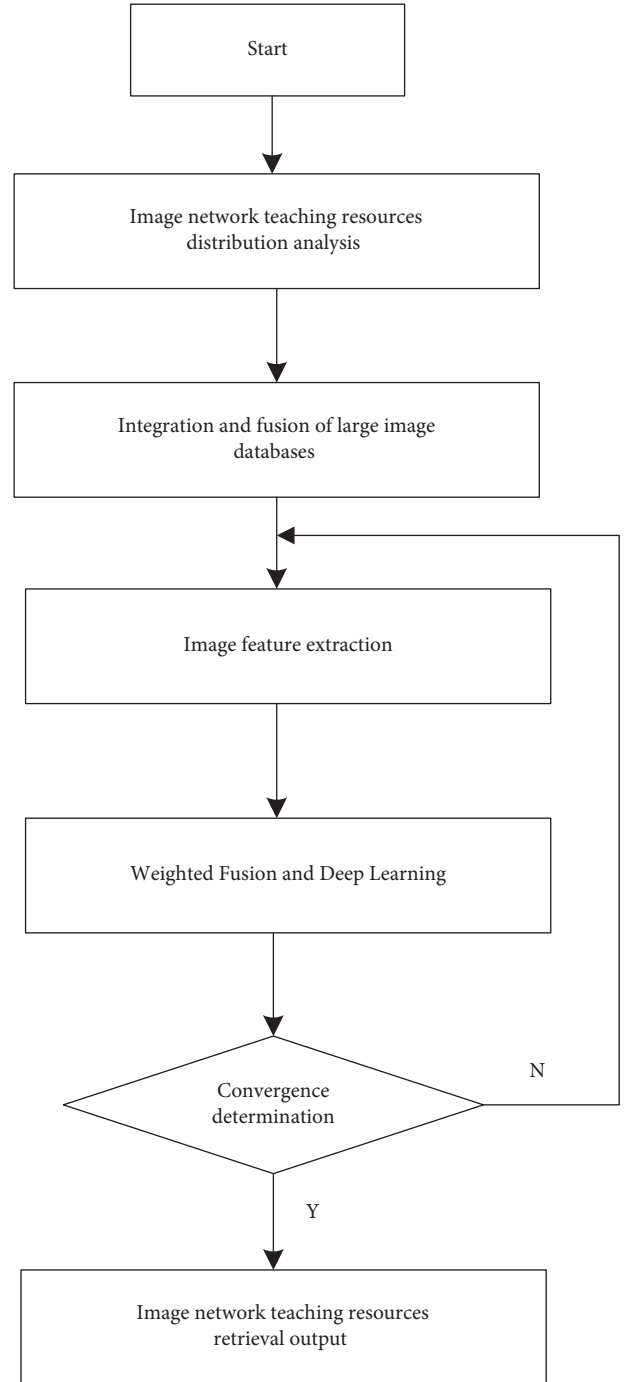 Start
Image network teaching resources
distribution analysis
Integration and fusion of large image
databases
Image feature extraction
Weighted Fusion and Deep Learning
Convergence
determination
N
Y
Image network teaching resources
retrieval output